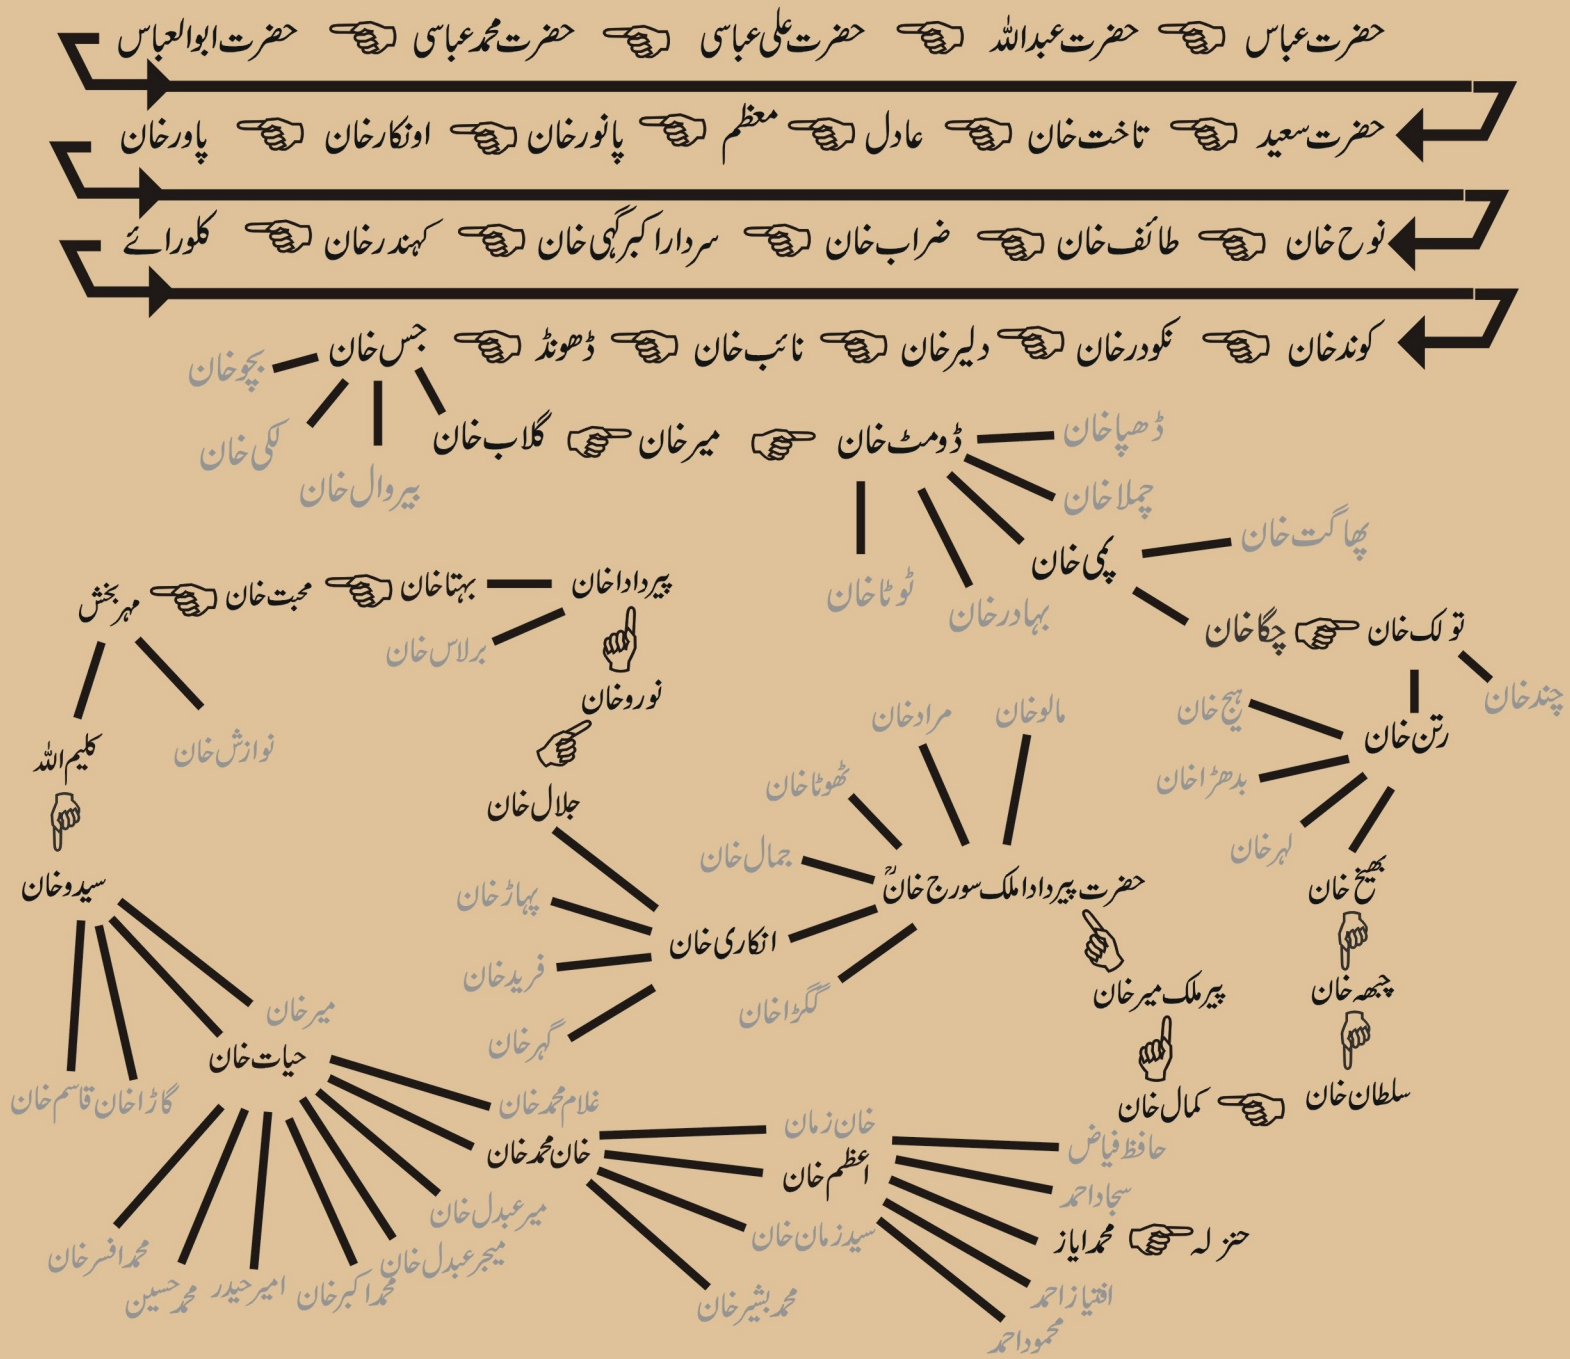 حضرت عباس حضرت عبداللہ حضرت علی عباسی حضرت محمد عباسی حضرت ابوالعباس
حضرت سعید تاخت خان عادل معظم پانور خان اونکار خان پاور خان
نوح خان طائف خان ضراب خان سردار اکبر گہی خان کہندر خان کلورائے
کوند خان نکودر خان دلیر خان نائب خان ڈھونڈ جس خان بچو خان
ڈھپا خان ڈومٹ خان میر خان گلاب خان لکی خان
چملا خان بیروال خان
پھاگت خان پمی خان
ٹوٹا خان بہادر خان
پیردادا خان بہتا خان محبت خان مہر بخش
تولک خان چگا خان برلاس خان
چند خان نورو خان
مالو خان مراد خان ہیج خان
رتن خان کلیم اللہ نوازش خان
بدھڑا خان ٹھوٹا خان جلال خان
لہر خان جمال خان
بھیخ خان حضرت پیر دادا ملک سورج خانؒ پہاڑ خان سیدو خان
انکاری خان فرید خان
چبھہ خان پیر ملک میر خان گگڑا خان میر خان
گہر خان حیات خان
سلطان خان کمال خان غلام محمد خان گاڑا خان قاسم خان
خان زمان خان محمد خان
حافظ فیاض اعظم خان
سجاد احمد میر عبدل خان
حنزلہ محمد ایاز سید زمان خان میجر عبدل خان محمد افسر خان
افتیاز احمد محمد بشیر خان محمد اکبر خان امیر حیدر محمد حسین
محمود احمد